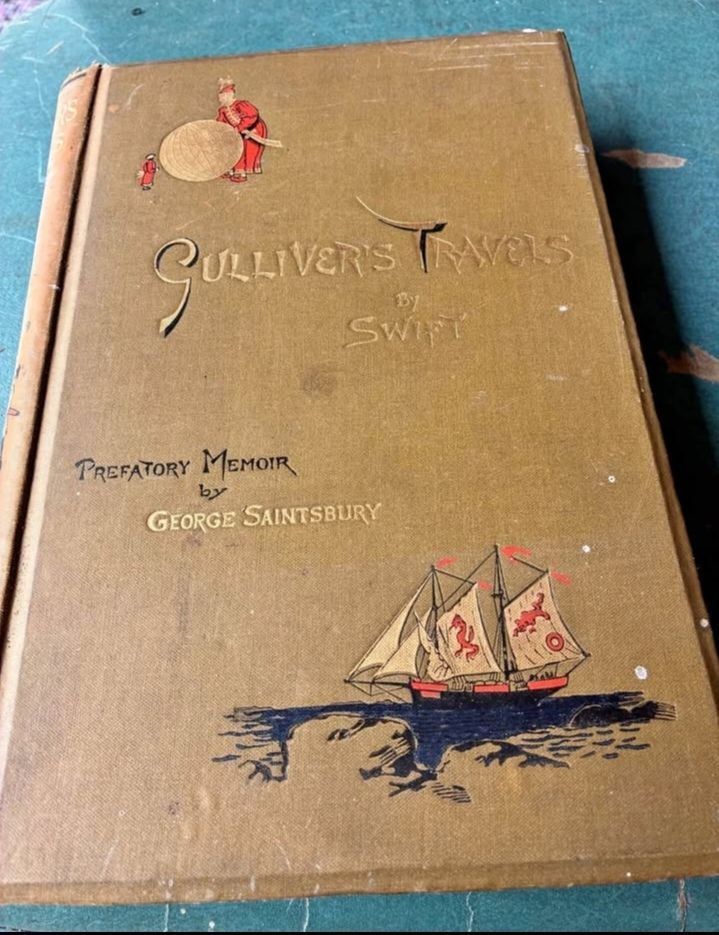 GULLIVER'S TRAVELS
BY
SWIFT
PREFATORY MEMOIR
by
GEORGE SAINTSBURY